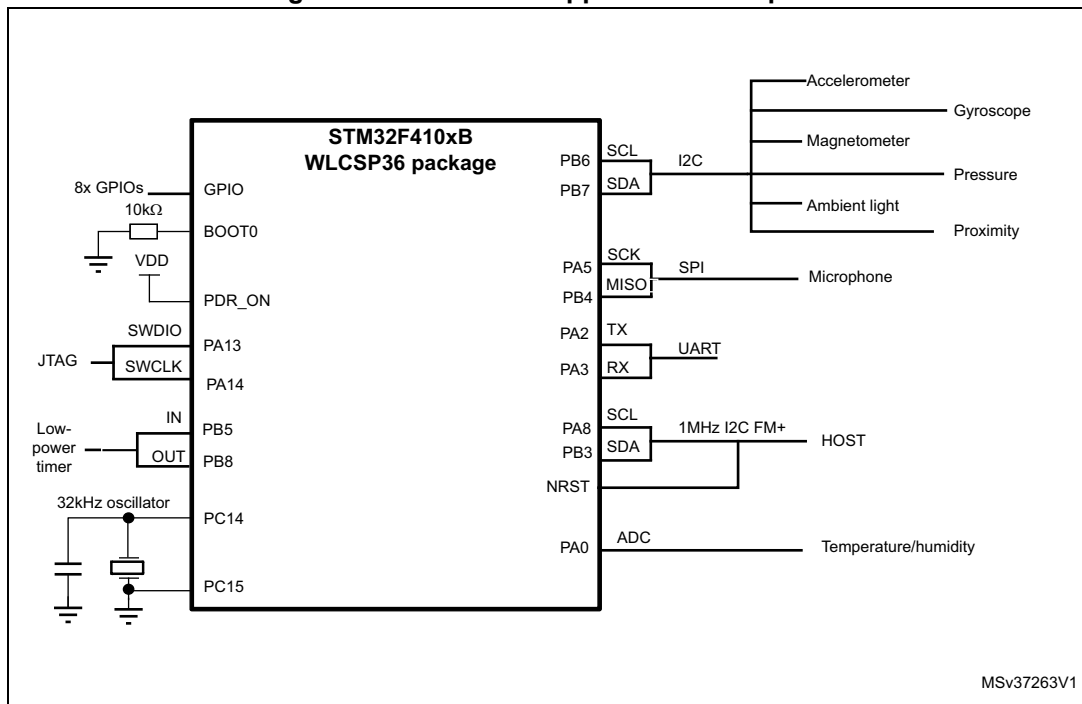 STM32F410xB
WLCSP36 package
8x GPIOs
GPIO
10kΩ
BOOT0
VDD
PDR_ON
SWDIO
PA13
JTAG
SWCLK
PA14
IN
PB5
Low-
power
timer
OUT
PB8
32kHz oscillator
PC14
PC15
PB6
SCL
I2C
PB7
SDA
Accelerometer
Gyroscope
Magnetometer
Pressure
Ambient light
Proximity
PA5
SCK
SPI
Microphone
PB4
MISO
PA2
TX
UART
PA3
RX
PA8
SCL
1MHz I2C FM+
HOST
PB3
SDA
NRST
PA0
ADC
Temperature/humidity
MSv37263V1